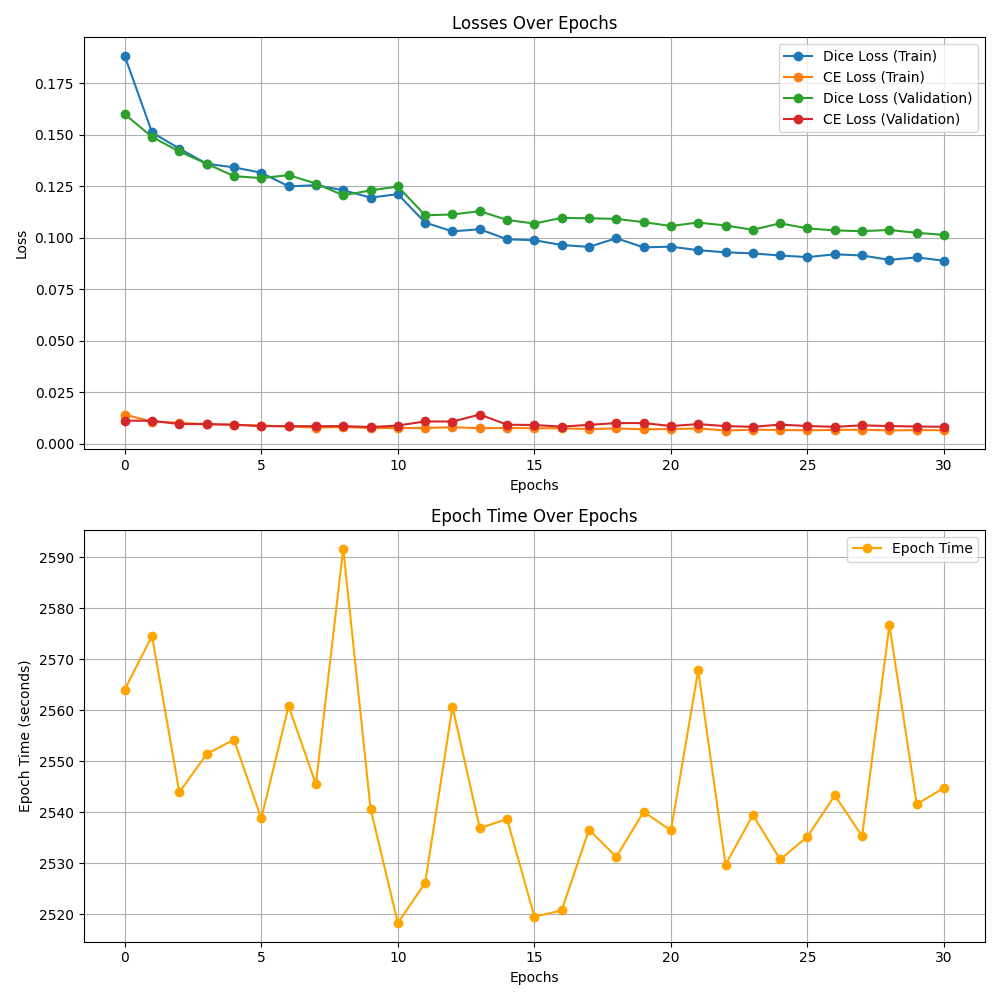 Losses Over Epochs
Loss
0.175
0.150
0.125
0.100
0.075
0.050
0.025
0.000
Dice Loss (Train)
CE Loss (Train)
Dice Loss (Validation)
CE Loss (Validation)
0 5 10 15 20 25 30
Epochs
Epoch Time Over Epochs
Epoch Time (seconds)
2590
2580
2570
2560
2550
2540
2530
2520
Epoch Time
0 5 10 15 20 25 30
Epochs